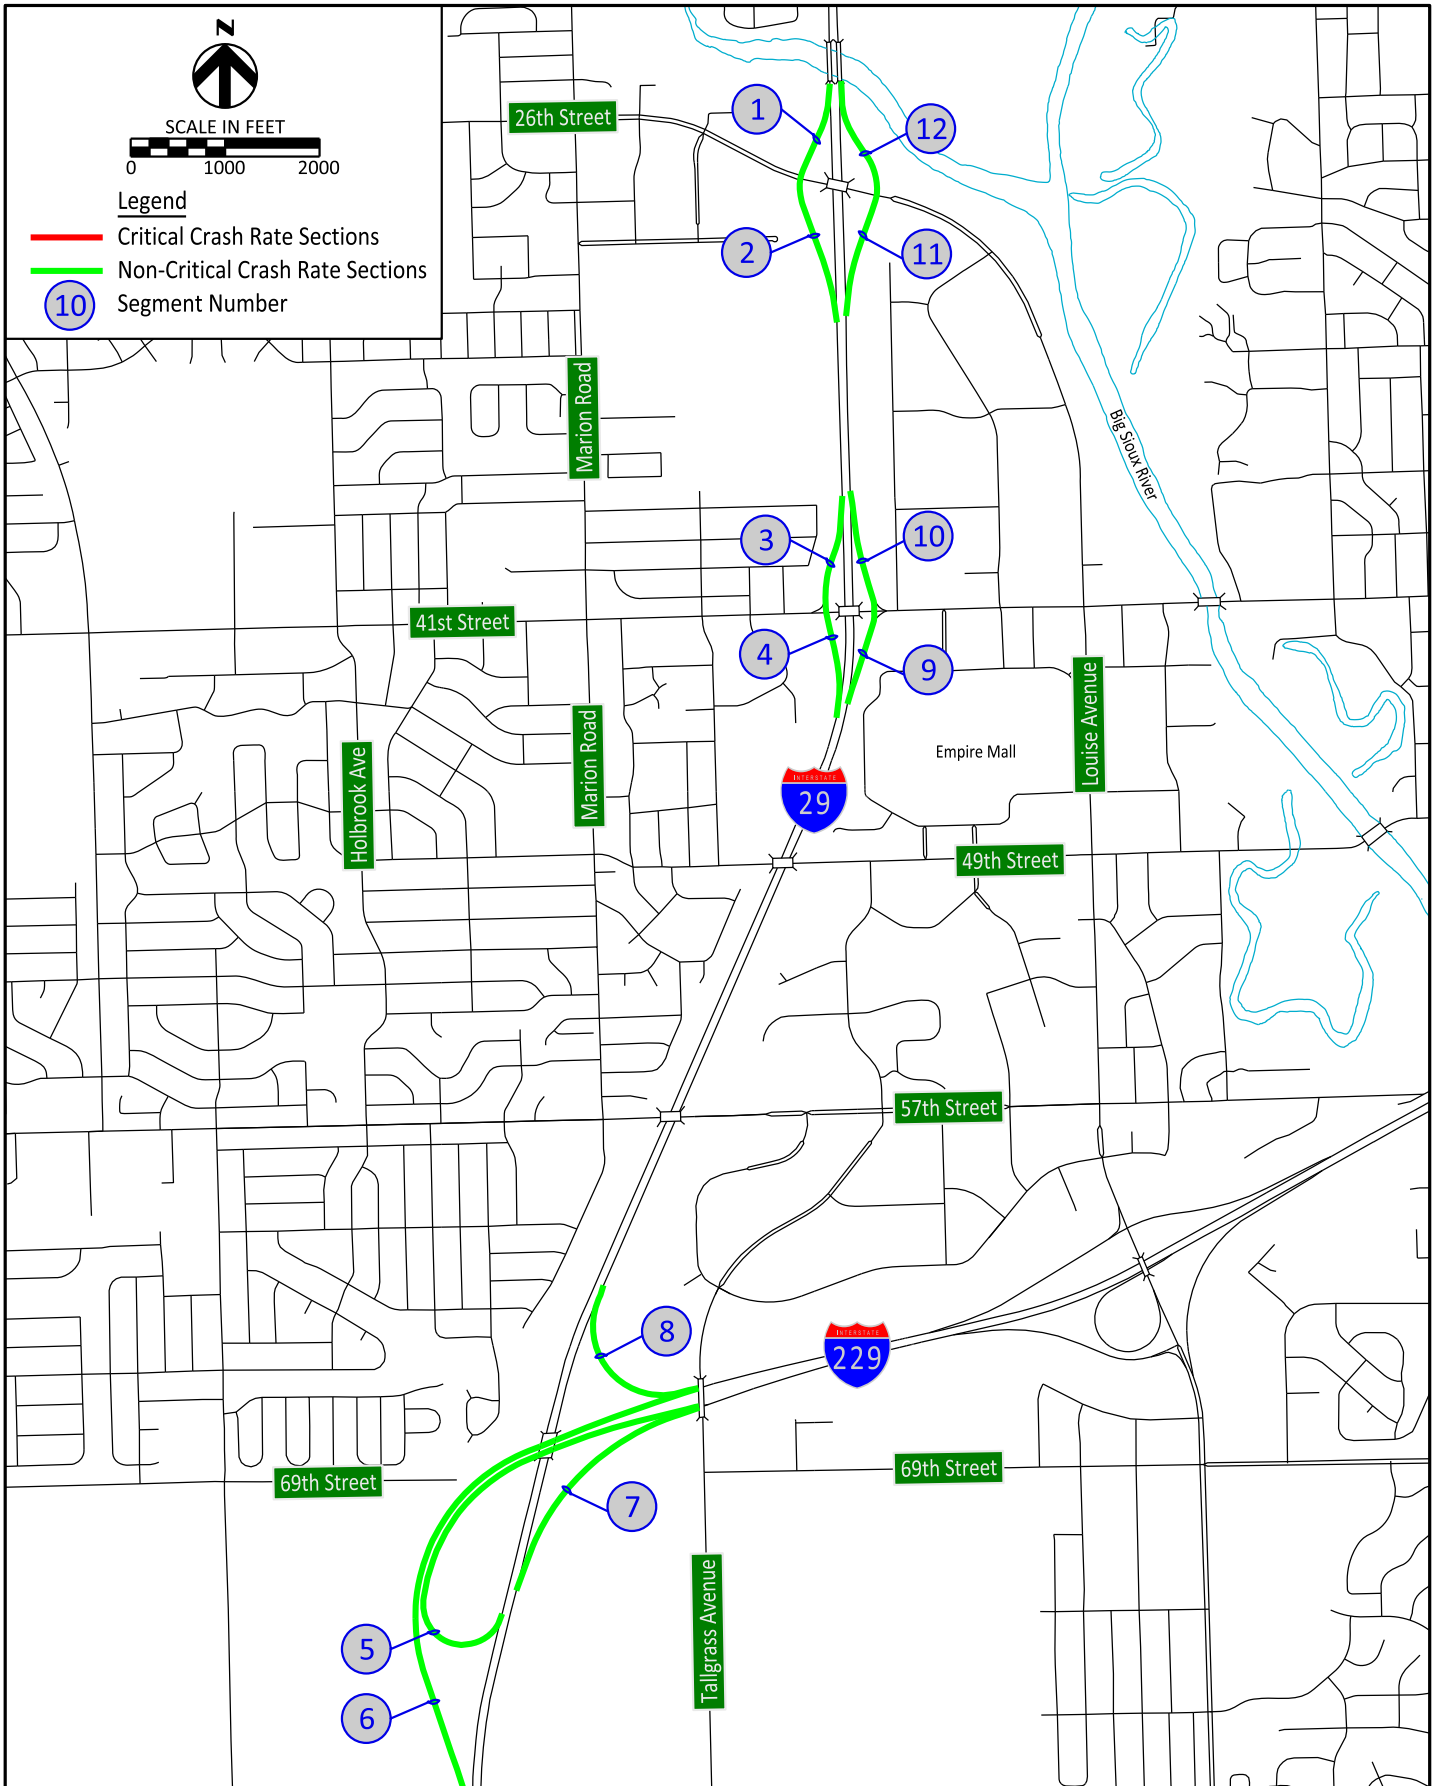 N
SCALE IN FEET
0 1000 2000
Legend
Critical Crash Rate Sections
Non-Critical Crash Rate Sections
10 Segment Number
26th Street
1
12
2
11
Marion Road
Big Sioux River
3
10
41st Street
4
9
Louise Avenue
Marion Road
Holbrook Ave
Empire Mall
INTERSTATE
29
49th Street
57th Street
8
INTERSTATE
229
69th Street
69th Street
7
Tallgrass Avenue
5
6